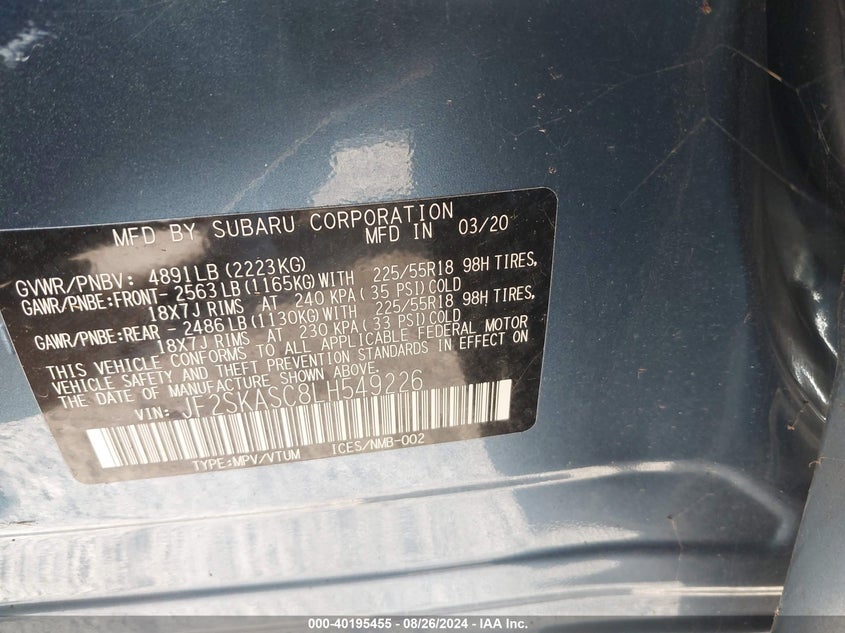 MFD BY SUBARU CORPORATION
MFD IN 03/20
GVWR/PNBV: 4891LB (2223KG)
GAWR/PNBE:FRONT- 2563LB (1165KG)WITH 225/55R18 98H TIRES,
18X7J RIMS AT 240 KPA (35 PSI)COLD
GAWR/PNBE:REAR - 2486LB (1130KG)WITH 225/55R18 98H TIRES,
18X7J RIMS AT 230 KPA (33 PSI)COLD
THIS VEHICLE CONFORMS TO ALL APPLICABLE FEDERAL MOTOR
VEHICLE SAFETY AND THEFT PREVENTION STANDARDS IN EFFECT ON
THE DATE OF MANUFACTURE SHOWN ABOVE.
VIN: JF2SKASC8LH549226
TYPE:MPV/VTUM ICES/NMB-002
000-40195455 - 08/26/2024 - IAA Inc.